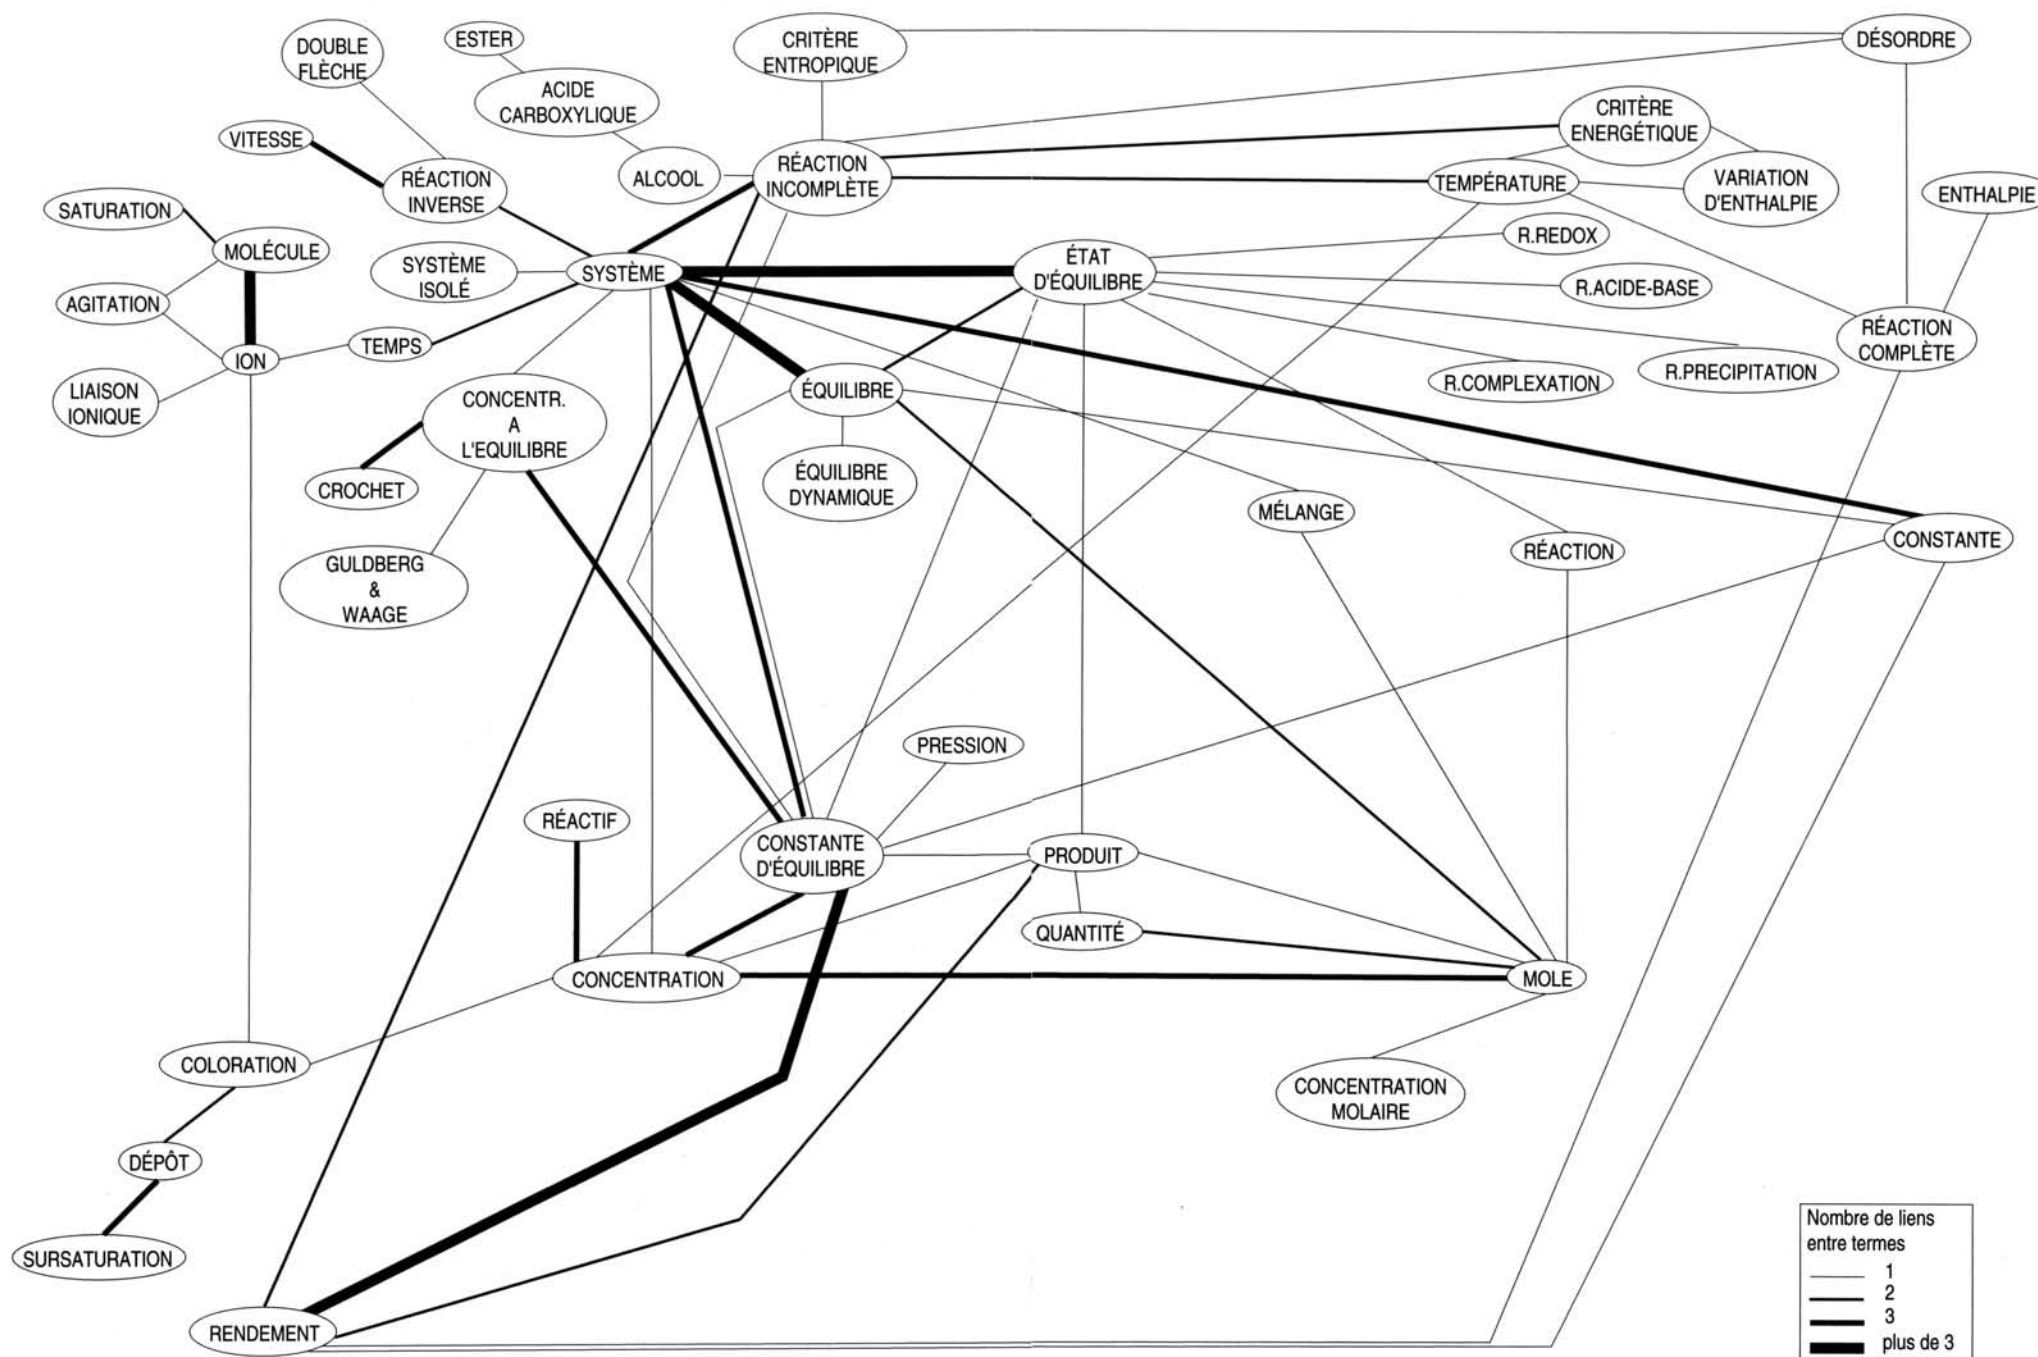 DOUBLE
FLÈCHE
ESTER
CRITÈRE
ENTROPIQUE
DÉSORDRE
ACIDE
CARBOXYLIQUE
CRITÈRE
ENERGÉTIQUE
VITESSE
RÉACTION
INVERSE
ALCOOL
RÉACTION
INCOMPLÈTE
TEMPÉRATURE
VARIATION
D'ENTHALPIE
ENTHALPIE
SATURATION
MOLÉCULE
R.REDOX
SYSTÈME
ISOLÉ
SYSTÈME
ÉTAT
D'ÉQUILIBRE
R.ACIDE-BASE
AGITATION
ION
TEMPS
RÉACTION
COMPLÈTE
LIAISON
IONIQUE
ÉQUILIBRE
R.COMPLEXATION
R.PRECIPITATION
CONCENTR.
A
L'EQUILIBRE
CROCHET
ÉQUILIBRE
DYNAMIQUE
MÉLANGE
RÉACTION
CONSTANTE
GULDBERG
&
WAAGE
PRESSION
RÉACTIF
CONSTANTE
D'ÉQUILIBRE
PRODUIT
QUANTITÉ
CONCENTRATION
MOLE
COLORATION
CONCENTRATION
MOLAIRE
DÉPÔT
SURSATURATION
RENDEMENT
Nombre de liens
entre termes
1
2
3
plus de 3